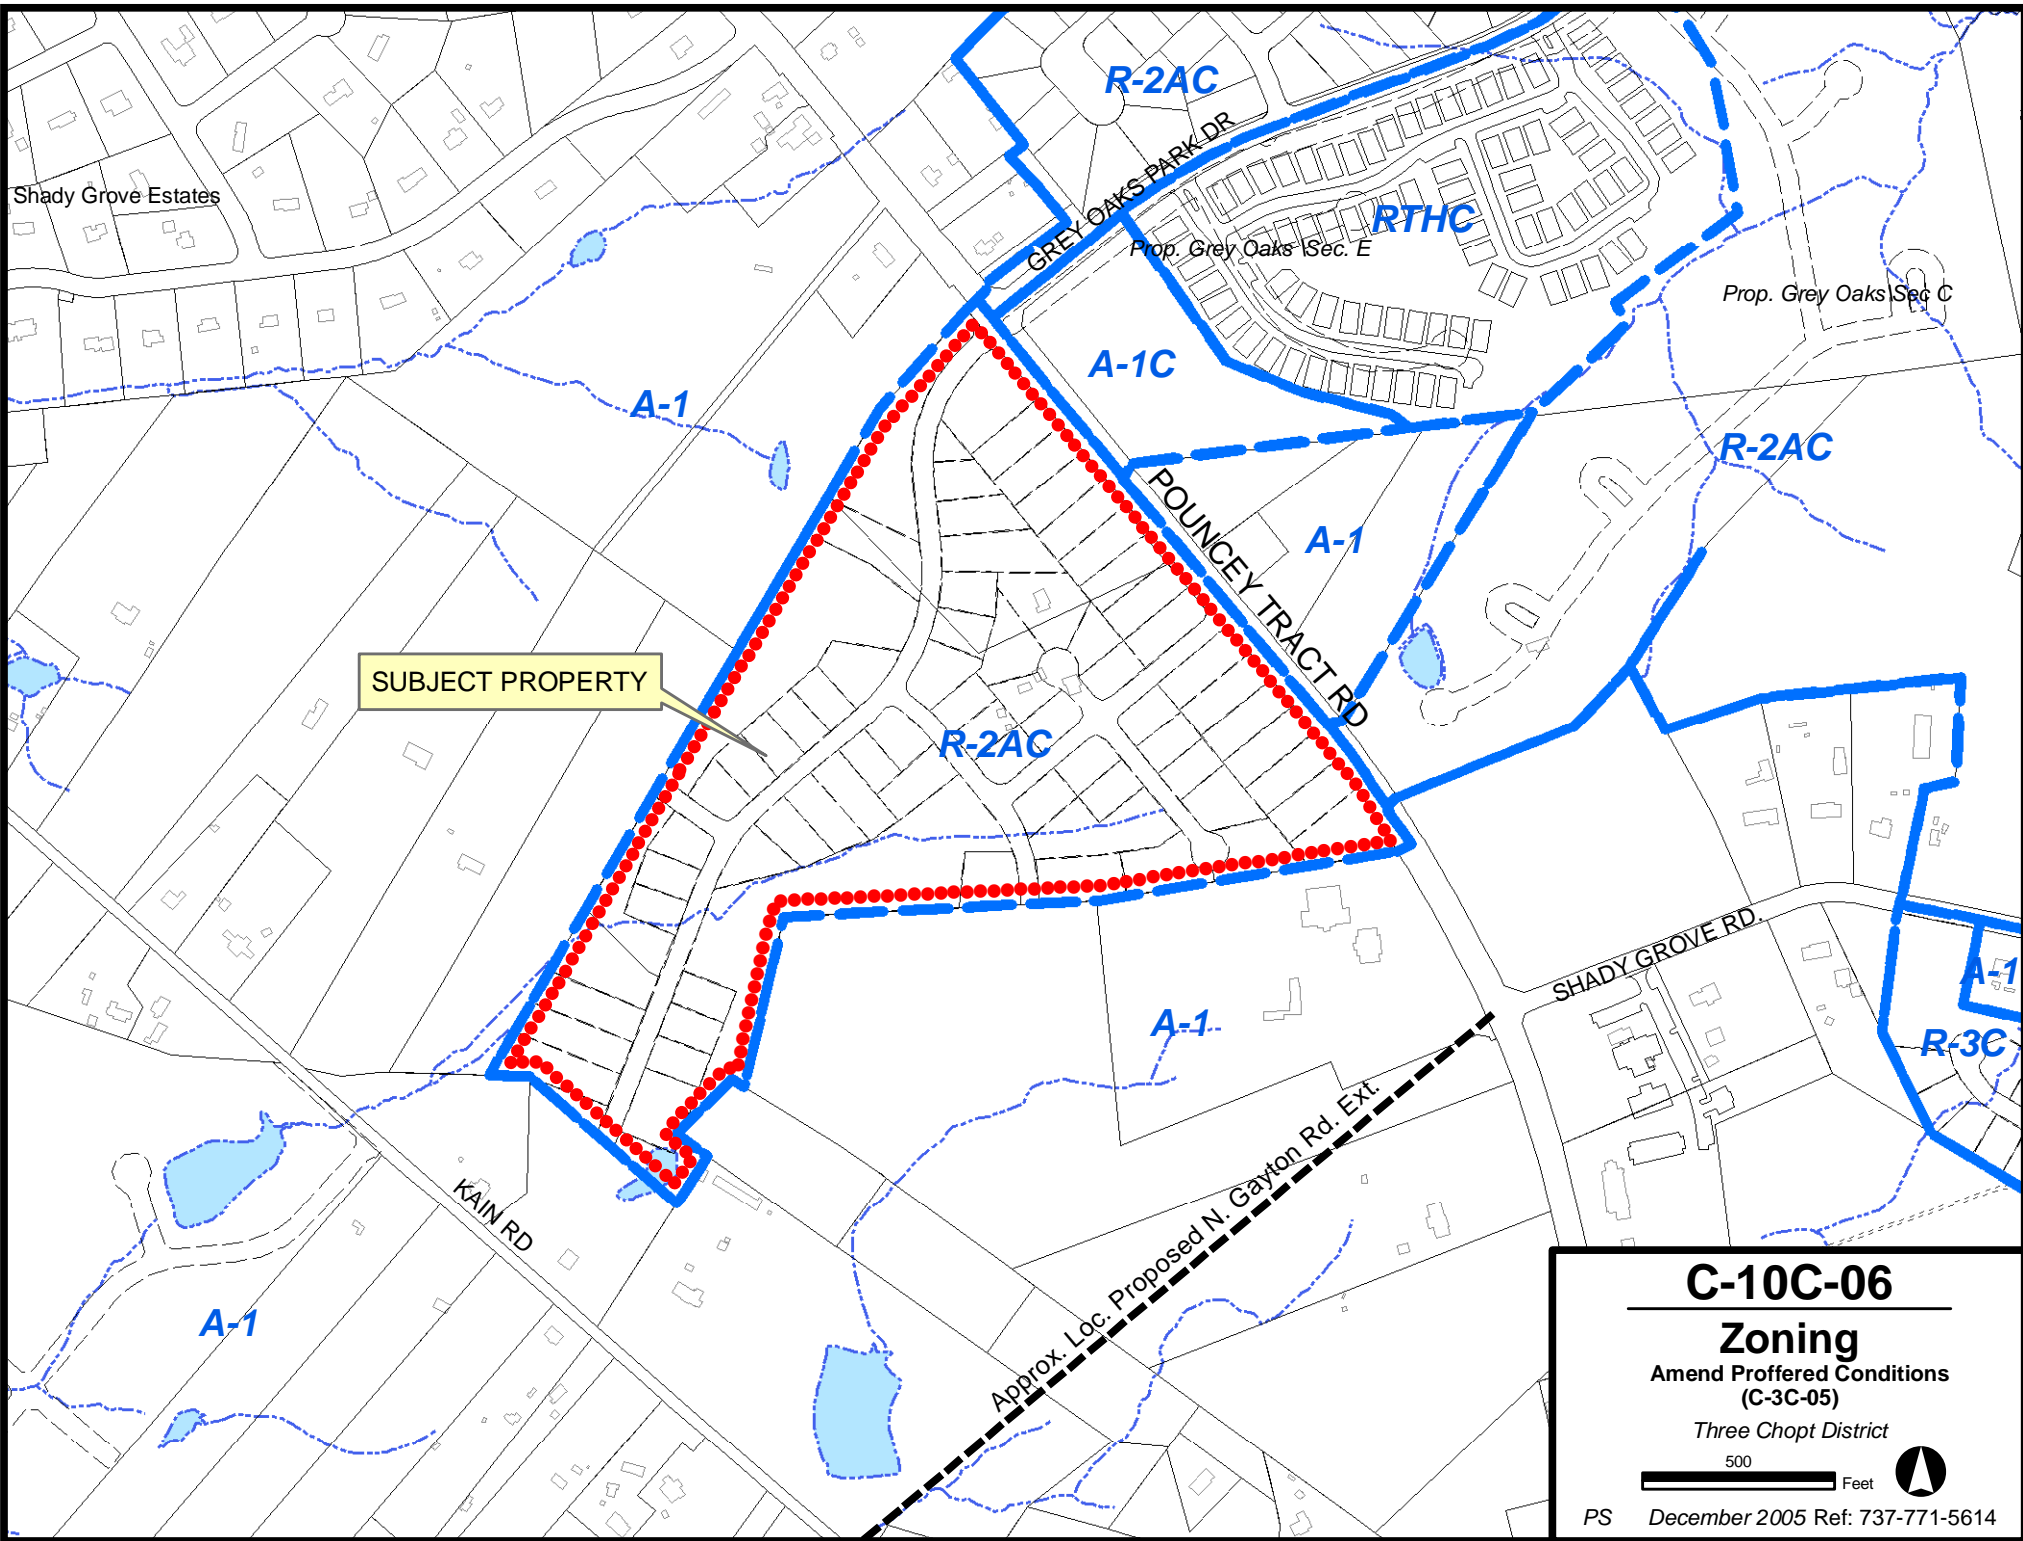 R-2AC
GREY OAKS PARK DR
Shady Grove Estates
RTHC
Prop. Grey Oaks Sec. E
Prop. Grey Oaks Sec C
A-1C
A-1
R-2AC
POUNCEY TRACT RD
A-1
SUBJECT PROPERTY
R-2AC
SHADY GROVE RD.
A-1
A-1
R-3C
KAIN RD
Approx. Loc. Proposed N. Gayton Rd. Ext.
A-1
C-10C-06
Zoning
Amend Proffered Conditions
(C-3C-05)
Three Chopt District
500
Feet
PS December 2005 Ref: 737-771-5614